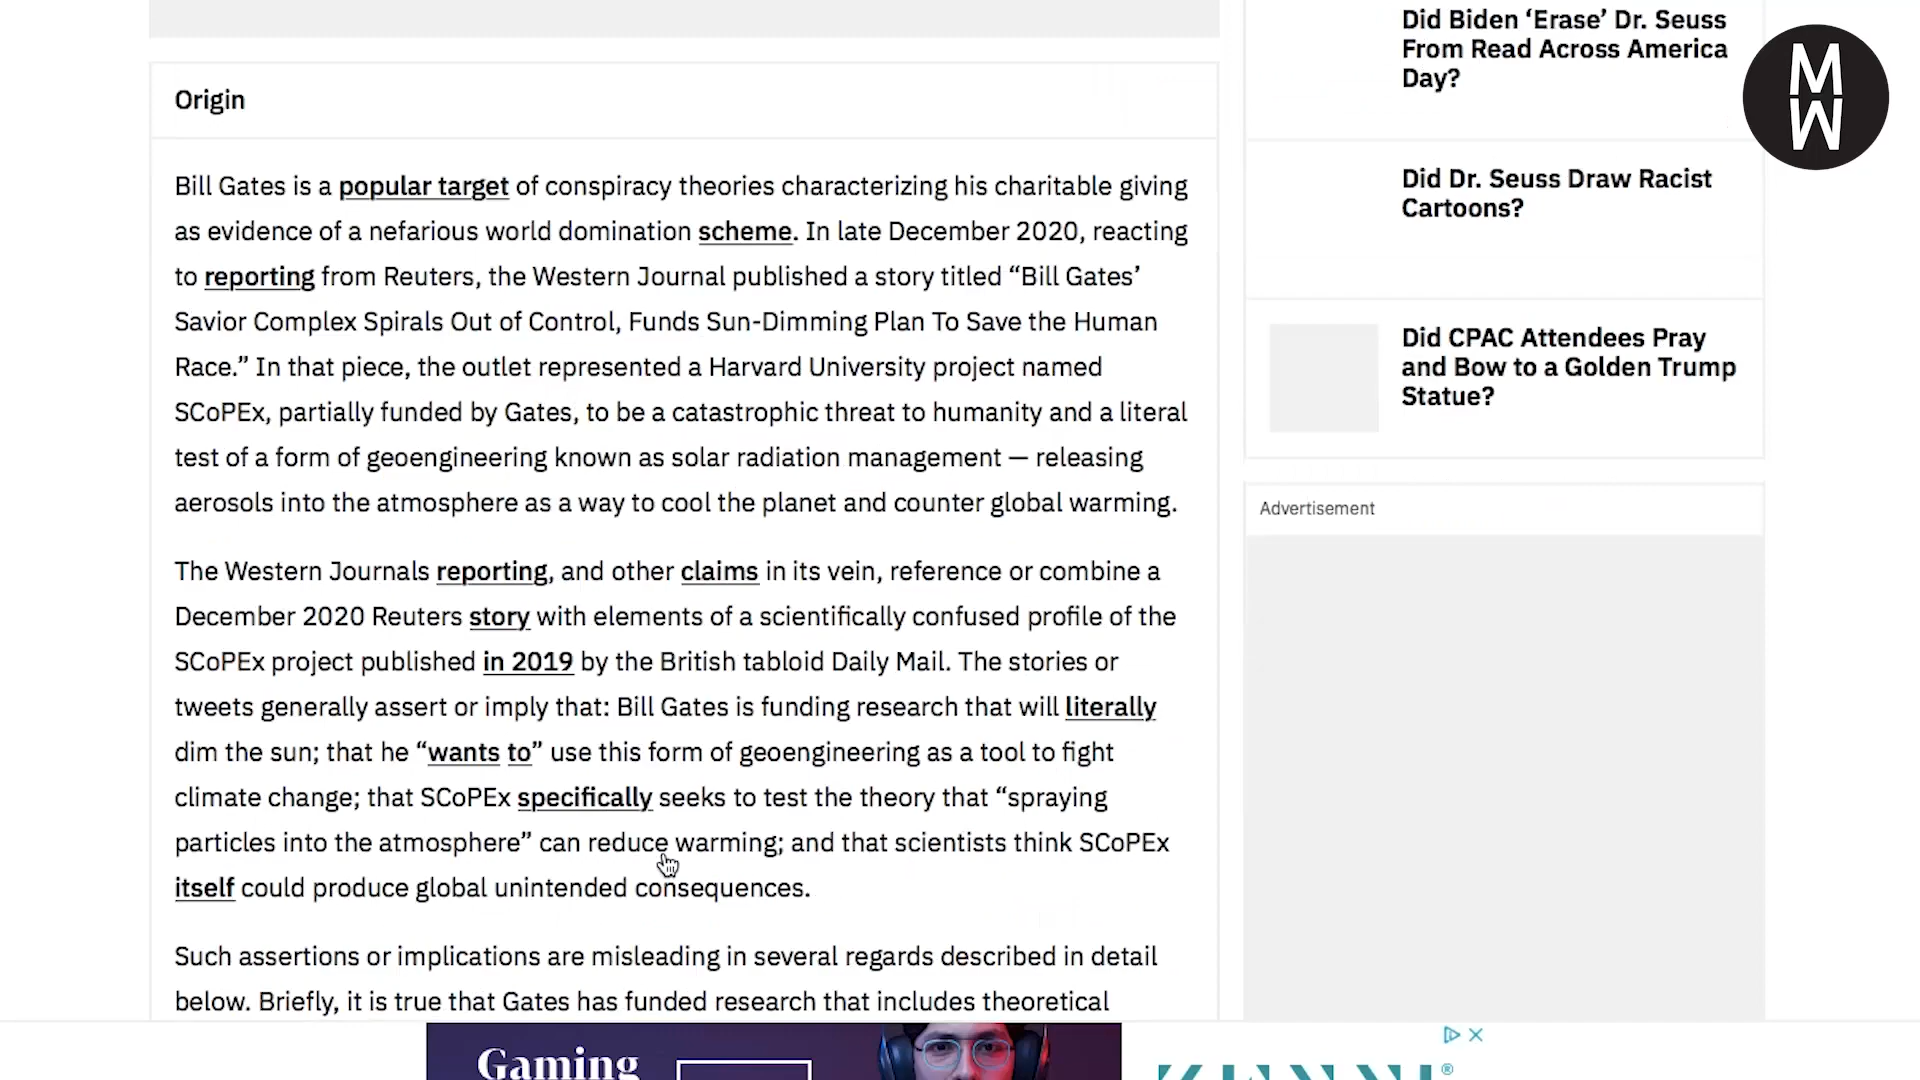 Did Biden ‘Erase’ Dr. Seuss
From Read Across America
Day?
M
W
Origin
Did Dr. Seuss Draw Racist
Cartoons?
Did CPAC Attendees Pray
and Bow to a Golden Trump
Statue?
Advertisement
Bill Gates is a popular target of conspiracy theories characterizing his charitable giving
as evidence of a nefarious world domination scheme. In late December 2020, reacting
to reporting from Reuters, the Western Journal published a story titled “Bill Gates’
Savior Complex Spirals Out of Control, Funds Sun-Dimming Plan To Save the Human
Race.” In that piece, the outlet represented a Harvard University project named
SCoPEx, partially funded by Gates, to be a catastrophic threat to humanity and a literal
test of a form of geoengineering known as solar radiation management — releasing
aerosols into the atmosphere as a way to cool the planet and counter global warming.
The Western Journals reporting, and other claims in its vein, reference or combine a
December 2020 Reuters story with elements of a scientifically confused profile of the
SCoPEx project published in 2019 by the British tabloid Daily Mail. The stories or
tweets generally assert or imply that: Bill Gates is funding research that will literally
dim the sun; that he “wants to” use this form of geoengineering as a tool to fight
climate change; that SCoPEx specifically seeks to test the theory that “spraying
particles into the atmosphere” can reduce warming; and that scientists think SCoPEx
itself could produce global unintended consequences.
Such assertions or implications are misleading in several regards described in detail
below. Briefly, it is true that Gates has funded research that includes theoretical
Gaming